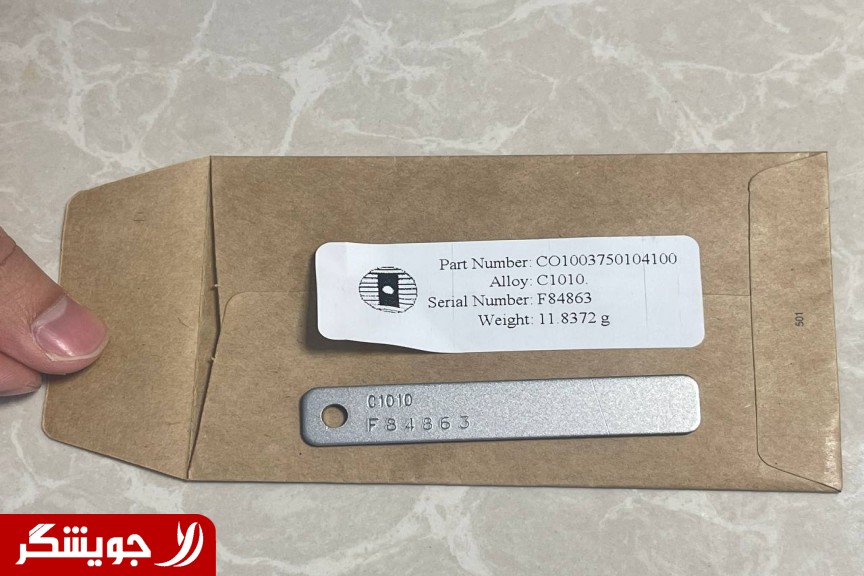 Part Number: CO1003750104100
Alloy: C1010.
Serial Number: F84863
Weight: 11.8372 g
501
C1010
F84863
جویشگر